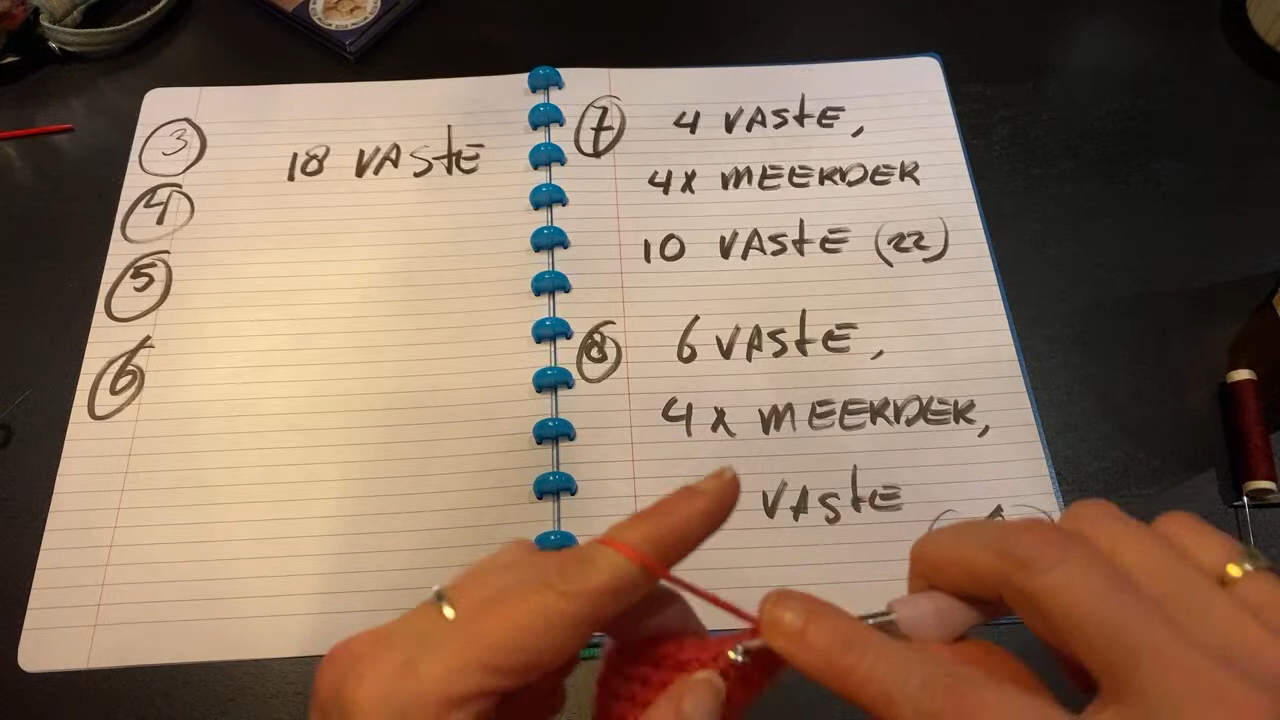 3
18 VASTE
4
5
6
7 4 VASTE,
4X MEERDER
10 VASTE (22)
8 6 VASTE,
4X MEERDER,
VASTE